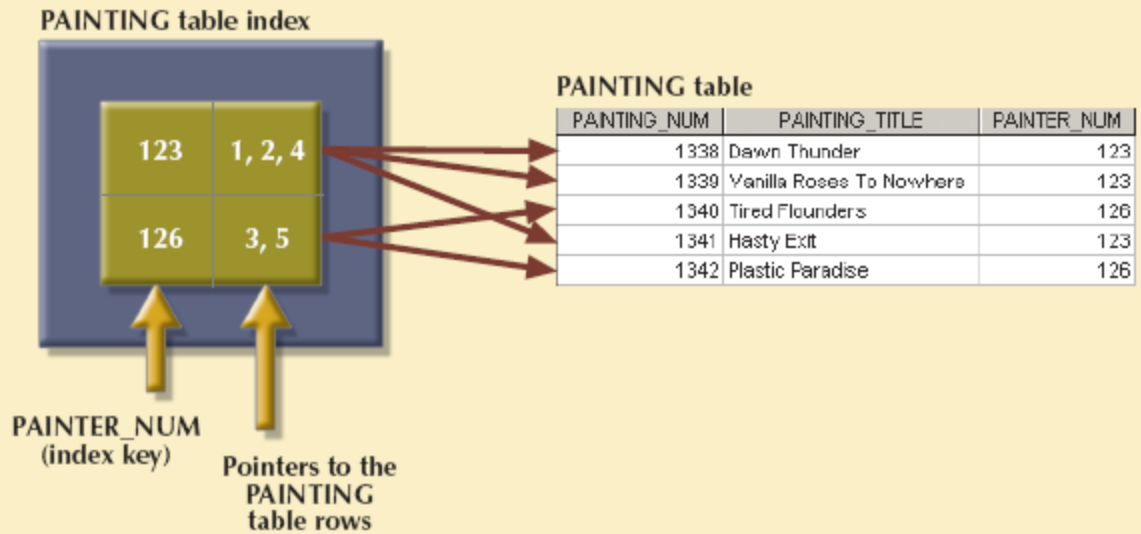 PAINTING table index
123 1, 2, 4
126 3, 5
PAINTER_NUM
(index key)
Pointers to the
PAINTING
table rows
PAINTING table
PAINTING_NUM PAINTING_TITLE PAINTER_NUM
1338 Dawn Thunder 123
1339 Vanilla Roses To Nowhere 123
1340 Tired Flounders 126
1341 Hasty Exit 123
1342 Plastic Paradise 126